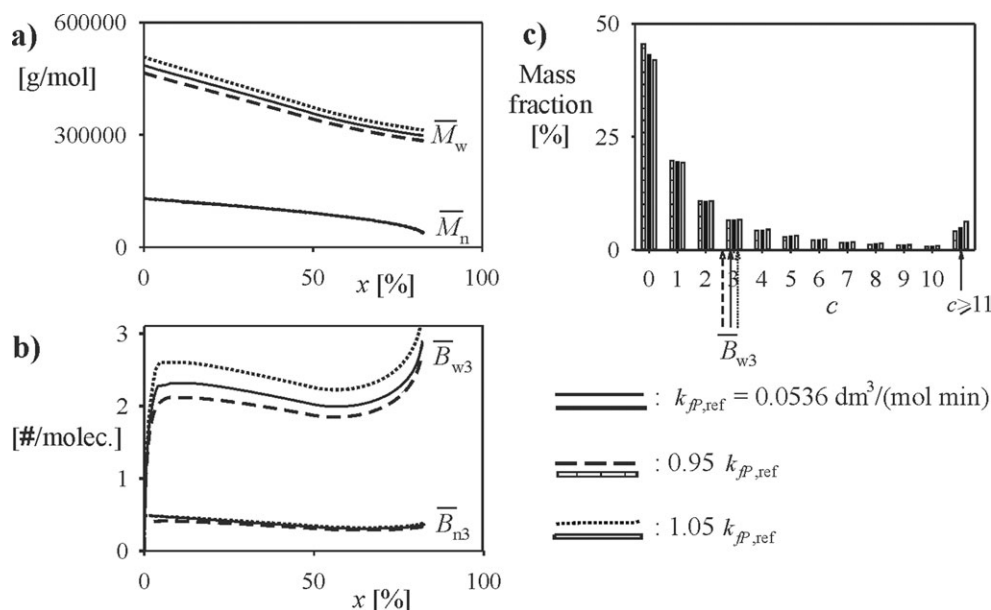 a)
600000
[g/mol]
300000
0
M̅w
M̅n
0
50
100
x [%]
b)
3
2
[#/molec.]
1
0
B̅w3
B̅n3
0
50
100
x [%]
c)
50
Mass
fraction
[%]
25
0
0 1 2 3 4 5 6 7 8 9 10
c
c⩾11
B̅w3
: kfP,ref = 0.0536 dm³/(mol min)
: 0.95 kfP,ref
: 1.05 kfP,ref